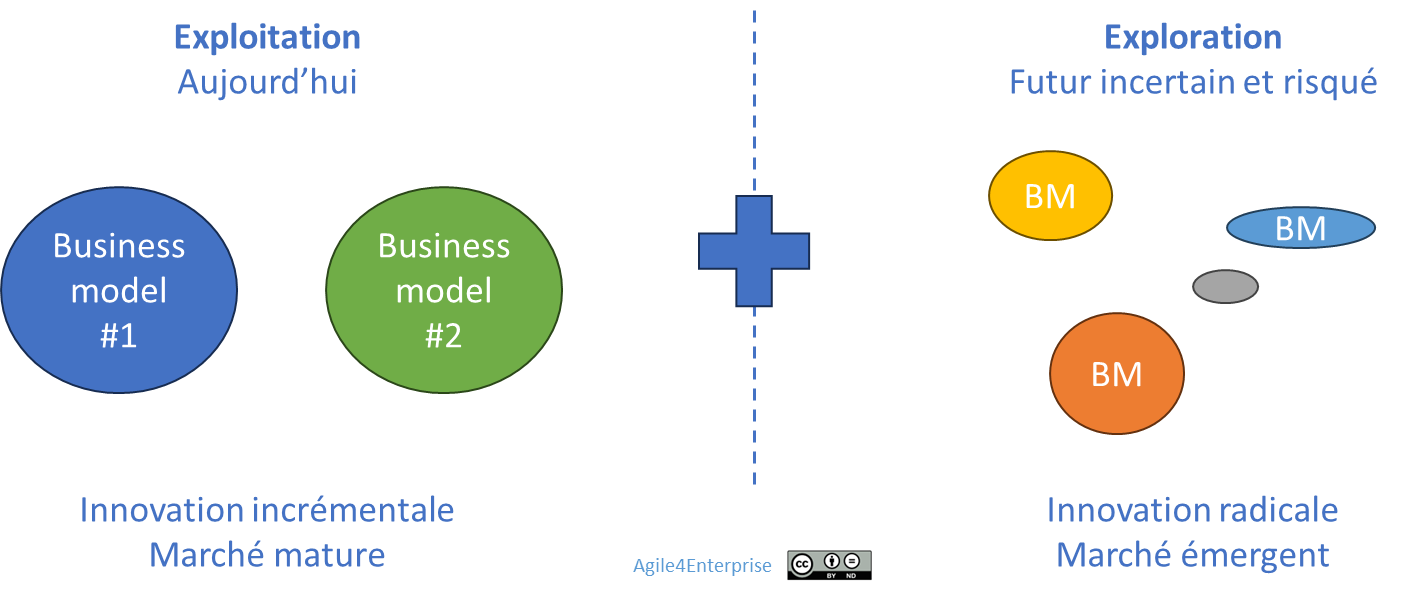 Exploitation
Aujourd’hui
Business
model
#1
Business
model
#2
Innovation incrémentale
Marché mature
Exploration
Futur incertain et risqué
BM
BM
BM
Innovation radicale
Marché émergent
Agile4Enterprise
cc
BY ND